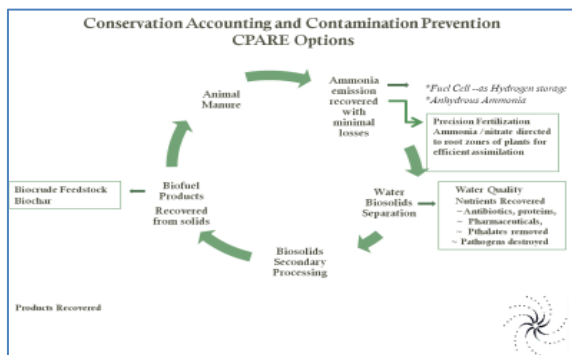 Conservation Accounting and Contamination Prevention
CPARE Options
Animal
Manure
Ammonia
emission
recovered
with
minimal
losses
*Fuel Cell --as Hydrogen storage
*Anhydrous Ammonia
Precision Fertilization
Ammonia /nitrate directed
to root zones of plants for
efficient assimilation
Water
Biosolids
Separation
Water Quality
Nutrients Recovered
~Antibiotics, proteins,
~ Pharmaceuticals,
~ Pthalates removed
~ Pathogens destroyed
Biosolids
Secondary
Processing
Biofuel
Products
Recovered
from solids
Biocrude Feedstock
Biochar
Products Recovered